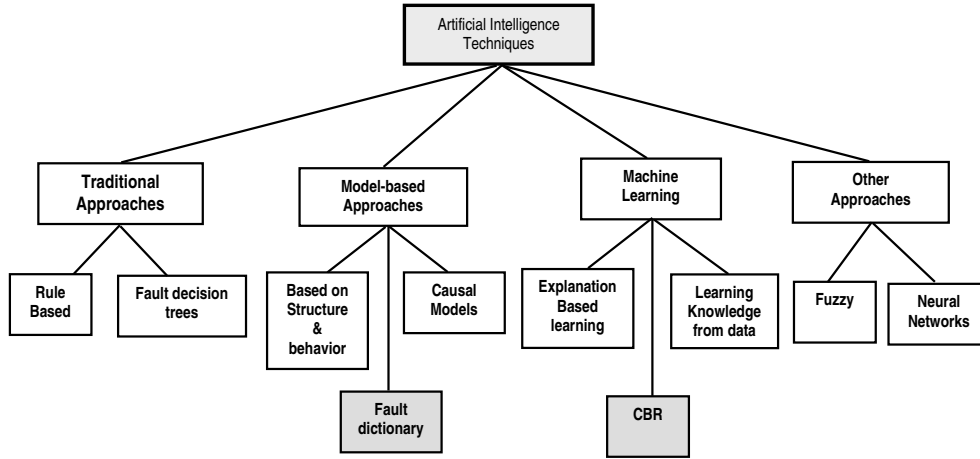 Artificial Intelligence
Techniques
Traditional
Approaches
Model-based
Approaches
Machine
Learning
Other
Approaches
Rule
Based
Fault decision
trees
Based on
Structure
&
behavior
Causal
Models
Explanation
Based
learning
Learning
Knowledge
from data
Fuzzy
Neural
Networks
Fault
dictionary
CBR